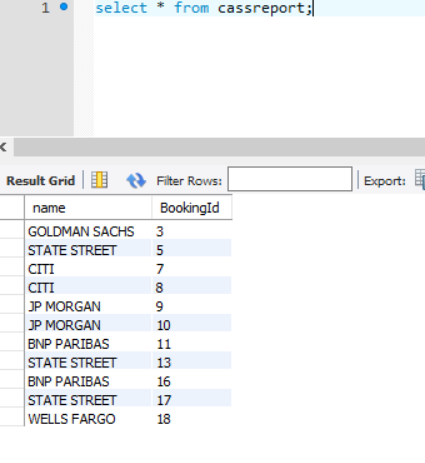 1 select * from cassreport;
Result Grid Filter Rows: Export:
name BookingId
GOLDMAN SACHS 3
STATE STREET 5
CITI 7
CITI 8
JP MORGAN 9
JP MORGAN 10
BNP PARIBAS 11
STATE STREET 13
BNP PARIBAS 16
STATE STREET 17
WELLS FARGO 18